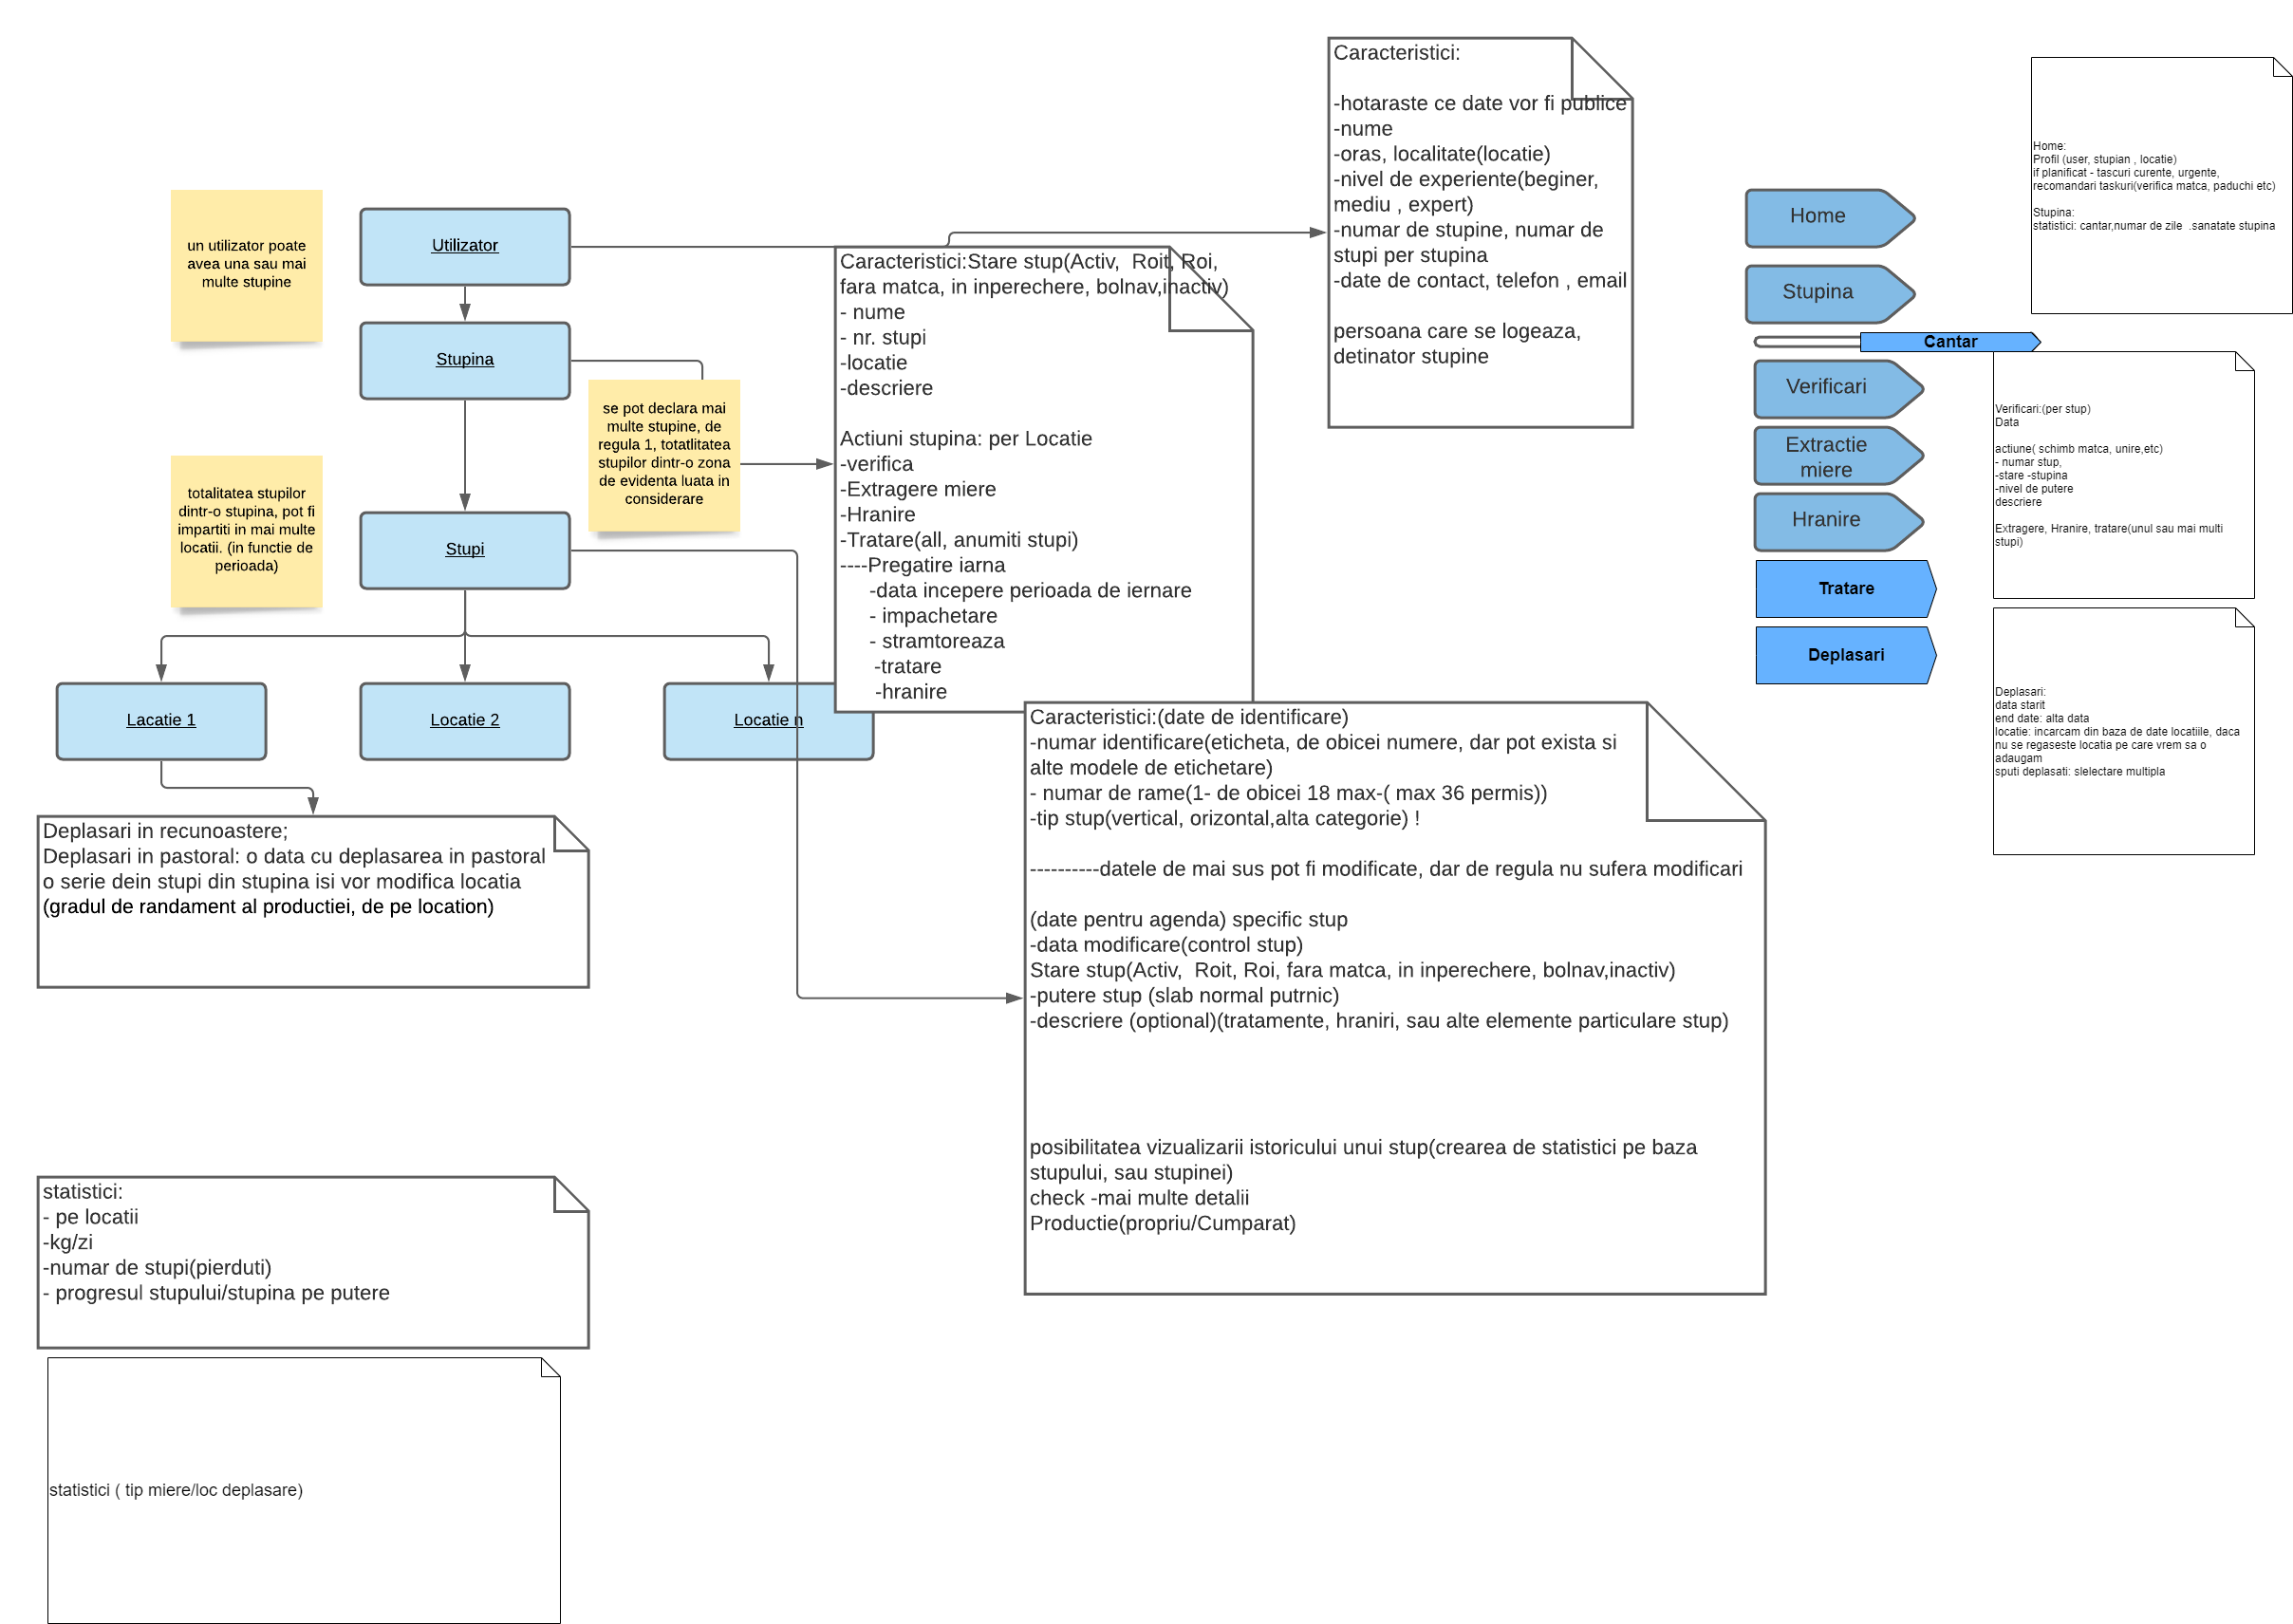 un utilizator poate
avea una sau mai
multe stupine
Utilizator
Stupina
totalitatea stupilor
dintr-o stupina, pot fi
impartiti in mai multe
locatii. (in functie de
perioada)
Stupi
se pot declara mai
multe stupine, de
regula 1, totatlitatea
stupilor dintr-o zona
de evidenta luata in
considerare
Lacatie 1
Locatie 2
Locatie n
Caracteristici:Stare stup(Activ,  Roit, Roi,
fara matca, in inperechere, bolnav,inactiv)
- nume
- nr. stupi
-locatie
-descriere
Actiuni stupina: per Locatie
-verifica
-Extragere miere
-Hranire
-Tratare(all, anumiti stupi)
----Pregatire iarna
-data incepere perioada de iernare
- impachetare
- stramtoreaza
-tratare
-hranire
Caracteristici:
-hotaraste ce date vor fi publice
-nume
-oras, localitate(locatie)
-nivel de experiente(beginer,
mediu , expert)
-numar de stupine, numar de
stupi per stupina
-date de contact, telefon , email
persoana care se logeaza,
detinator stupine
Caracteristici:(date de identificare)
-numar identificare(eticheta, de obicei numere, dar pot exista si
alte modele de etichetare)
- numar de rame(1- de obicei 18 max-( max 36 permis))
-tip stup(vertical, orizontal,alta categorie) !
----------datele de mai sus pot fi modificate, dar de regula nu sufera modificari
(date pentru agenda) specific stup
-data modificare(control stup)
Stare stup(Activ,  Roit, Roi, fara matca, in inperechere, bolnav,inactiv)
-putere stup (slab normal putrnic)
-descriere (optional)(tratamente, hraniri, sau alte elemente particulare stup)
posibilitatea vizualizarii istoricului unui stup(crearea de statistici pe baza
stupului, sau stupinei)
check -mai multe detalii
Productie(propriu/Cumparat)
Deplasari in recunoastere;
Deplasari in pastoral: o data cu deplasarea in pastoral
o serie dein stupi din stupina isi vor modifica locatia
(gradul de randament al productiei, de pe location)
statistici:
- pe locatii
-kg/zi
-numar de stupi(pierduti)
- progresul stupului/stupina pe putere
statistici ( tip miere/loc deplasare)
Home
Stupina
Cantar
Verificari
Extractie
miere
Hranire
Tratare
Deplasari
Home:
Profil (user, stupian , locatie)
if planificat - tascuri curente, urgente,
recomandari taskuri(verifica matca, paduchi etc)
Stupina:
statistici: cantar,numar de zile  .sanatate stupina
Verificari:(per stup)
Data
actiune( schimb matca, unire,etc)
- numar stup,
-stare -stupina
-nivel de putere
descriere
Extragere, Hranire, tratare(unul sau mai multi
stupi)
Deplasari:
data starit
end date: alta data
locatie: incarcam din baza de date locatiile, daca
nu se regaseste locatia pe care vrem sa o
adaugam
sputi deplasati: slelectare multipla